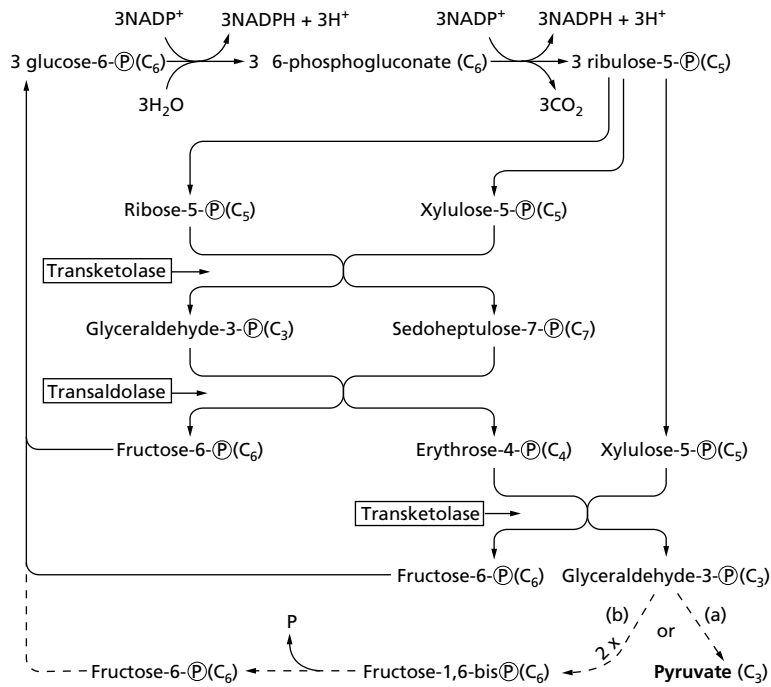 3NADP⁺ 3NADPH + 3H⁺ 3NADP⁺ 3NADPH + 3H⁺
3 glucose-6-Ⓟ(C₆) 3 6-phosphogluconate (C₆) 3 ribulose-5-Ⓟ(C₅)
3H₂O 3CO₂
Ribose-5-Ⓟ(C₅) Xylulose-5-Ⓟ(C₅)
Transketolase
Glyceraldehyde-3-Ⓟ(C₃) Sedoheptulose-7-Ⓟ(C₇)
Transaldolase
Fructose-6-Ⓟ(C₆) Erythrose-4-Ⓟ(C₄) Xylulose-5-Ⓟ(C₅)
Transketolase
Fructose-6-Ⓟ(C₆) Glyceraldehyde-3-Ⓟ(C₃)
P (b) or (a)
2 x
Fructose-6-Ⓟ(C₆) Fructose-1,6-bisⓅ(C₆) Pyruvate (C₃)